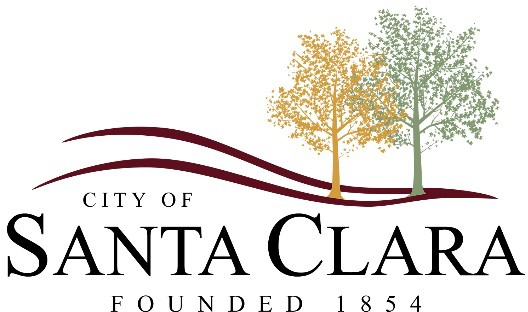 CITY OF
SANTA CLARA
FOUNDED 1854